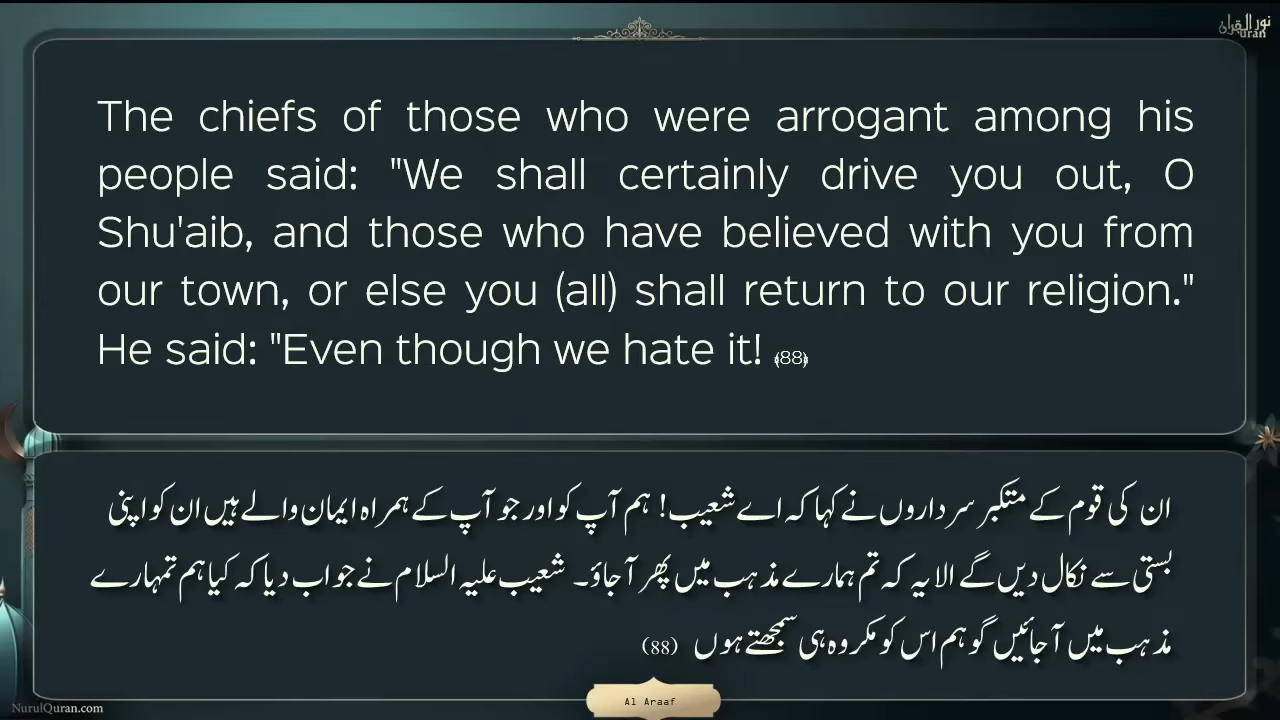 نور القرآن
Quran
The chiefs of those who were arrogant among his
people said: "We shall certainly drive you out, O
Shu'aib, and those who have believed with you from
our town, or else you (all) shall return to our religion."
He said: "Even though we hate it! ﴾88﴿
ان کی قوم کے متکبر سرداروں نے کہا کہ اے شعیب! ہم آپ کو اور جو آپ کے ہمراہ ایمان والے ہیں ان کو اپنی
بستی سے نکال دیں گے الا یہ کہ تم ہمارے مذہب میں پھر آجاؤ۔ شعیب علیہ السلام نے جواب دیا کہ کیا ہم تمہارے
مذہب میں آجائیں گو ہم اس کو مکروہ ہی سمجھتے ہوں (88)
Al Araaf
NurulQuran.com